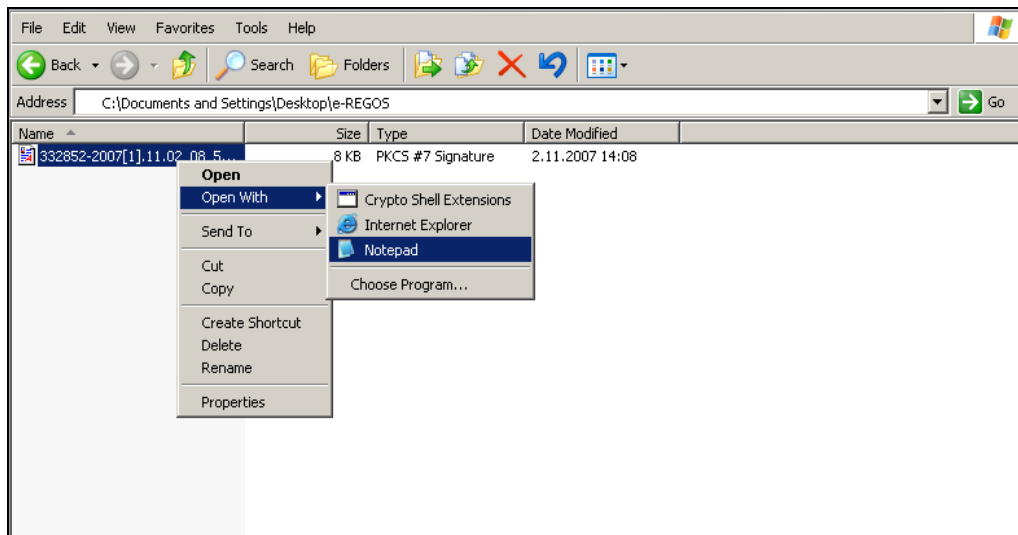 File Edit View Favorites Tools Help
Back Search Folders
Address C:\Documents and Settings\Desktop\e-REGOS Go
Name Size Type Date Modified
332852-2007[1].11.02_08_5... 8 KB PKCS #7 Signature 2.11.2007 14:08
Open
Open With
Send To
Cut
Copy
Create Shortcut
Delete
Rename
Properties
Crypto Shell Extensions
Internet Explorer
Notepad
Choose Program...